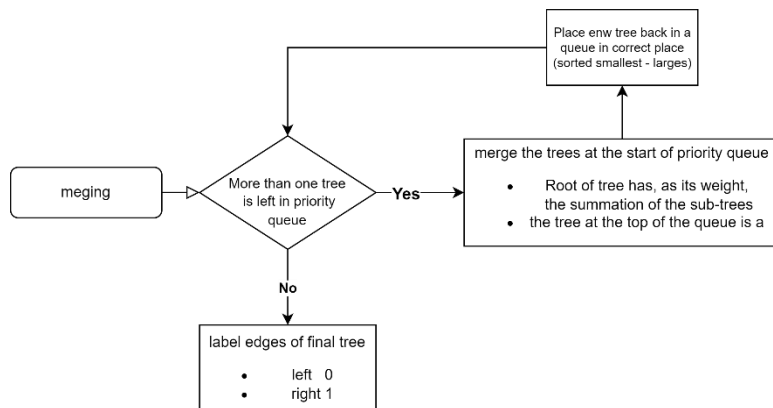 Place enw tree back in a
queue in correct place
(sorted smallest - larges)
meging
More than one tree
is left in priority
queue
Yes
merge the trees at the start of priority queue
• Root of tree has, as its weight,
the summation of the sub-trees
• the tree at the top of the queue is a
No
label edges of final tree
• left 0
• right 1